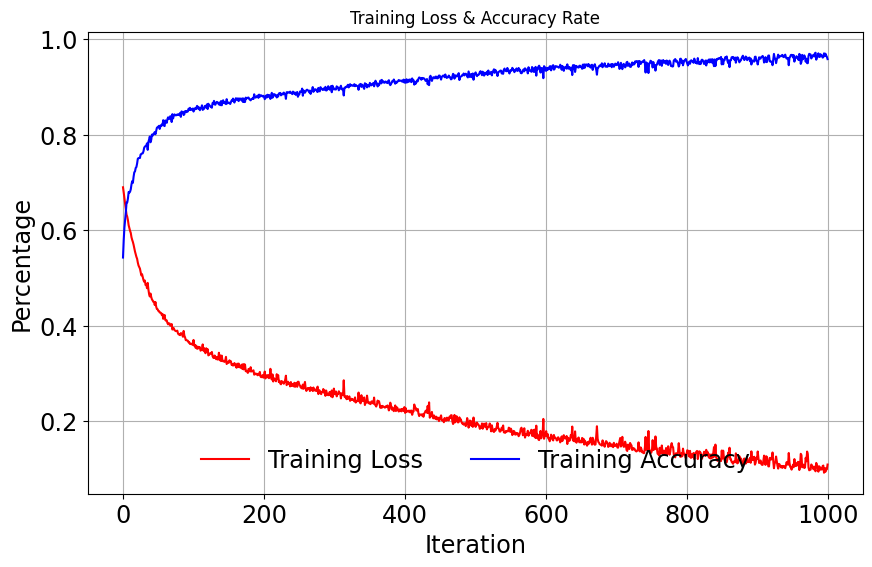 Training Loss & Accuracy Rate
1.0
0.8
0.6
0.4
0.2
Percentage
Training Loss
Training Accuracy
0 200 400 600 800 1000
Iteration